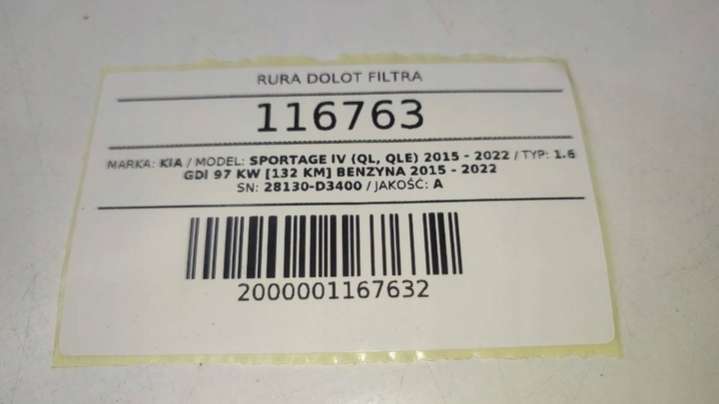 RURA DOLOT FILTRA
116763
MARKA: KIA / MODEL: SPORTAGE IV (QL, QLE) 2015 - 2022 / TYP: 1.6
GDI 97 KW [132 KM] BENZYNA 2015 - 2022
SN: 28130-D3400 / JAKOŚĆ: A
2000001167632